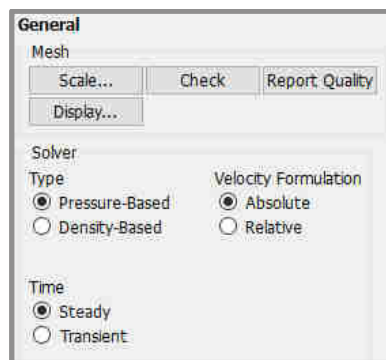 General
Mesh
Scale... Check Report Quality
Display...
Solver
Type Velocity Formulation
Pressure-Based Absolute
Density-Based Relative
Time
Steady
Transient